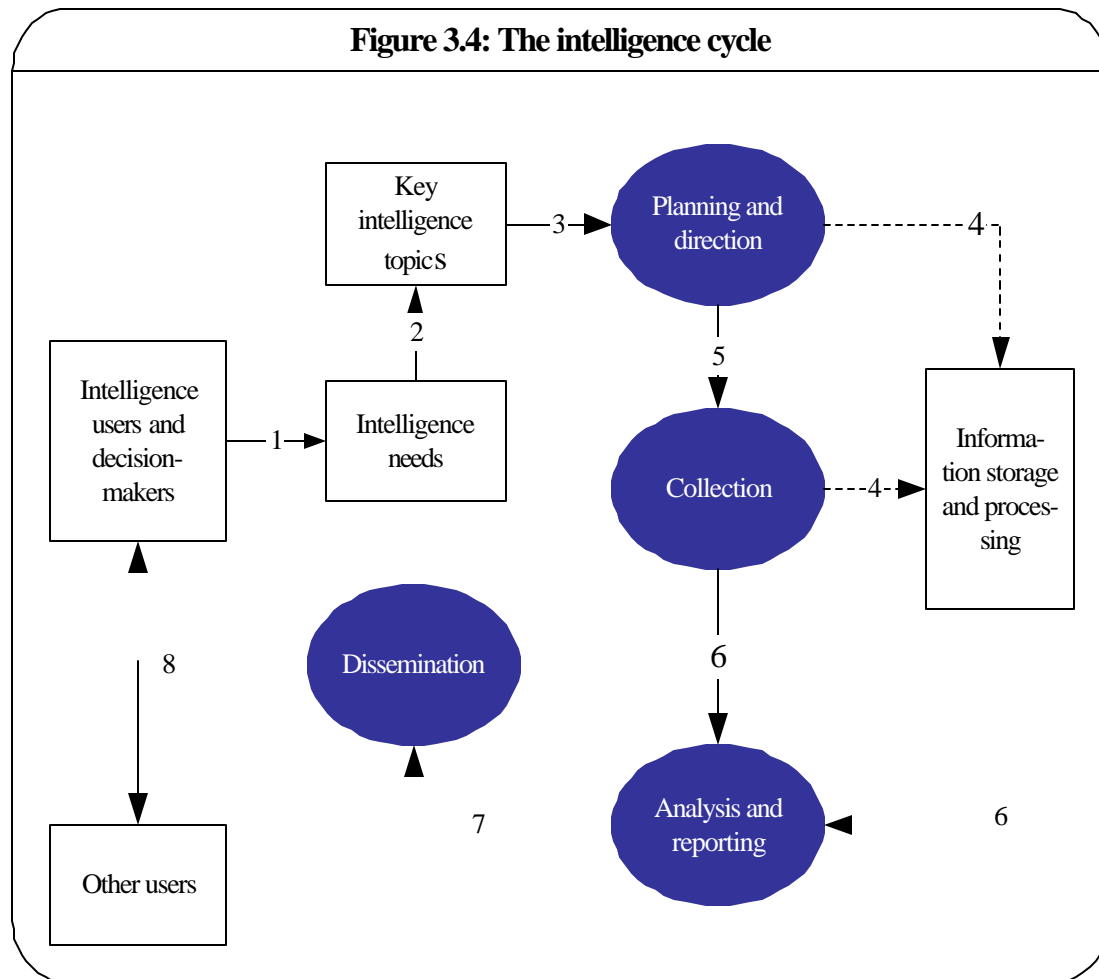 Figure 3.4: The intelligence cycle
Key
intelligence
topics
3
Planning and
direction
4
2
5
Intelligence
users and
decision-
makers
1
Intelligence
needs
Collection
4
Informa-
tion storage
and proces-
sing
8
Dissemination
6
7
Analysis and
reporting
6
Other users